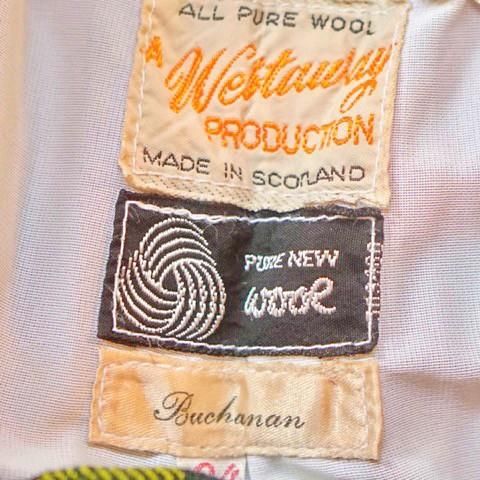 ALL PURE WOOL
A Westaway
PRODUCTION
MADE IN SCOTLAND
PURE NEW
wool
Buchanan